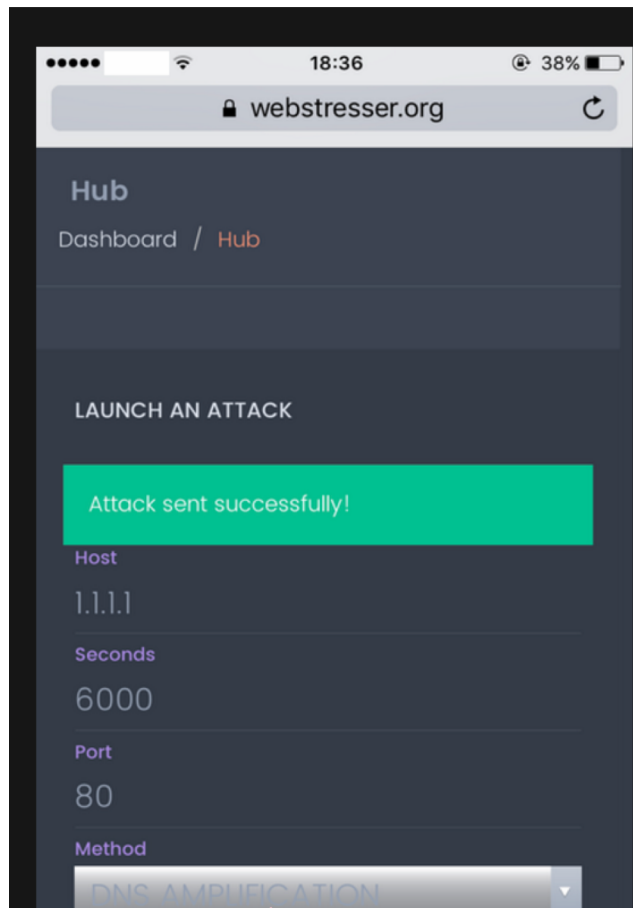 18:36
38%
webstresser.org
Hub
Dashboard / Hub
LAUNCH AN ATTACK
Attack sent successfully!
Host
1.1.1.1
Seconds
6000
Port
80
Method
DNS AMPLIFICATION